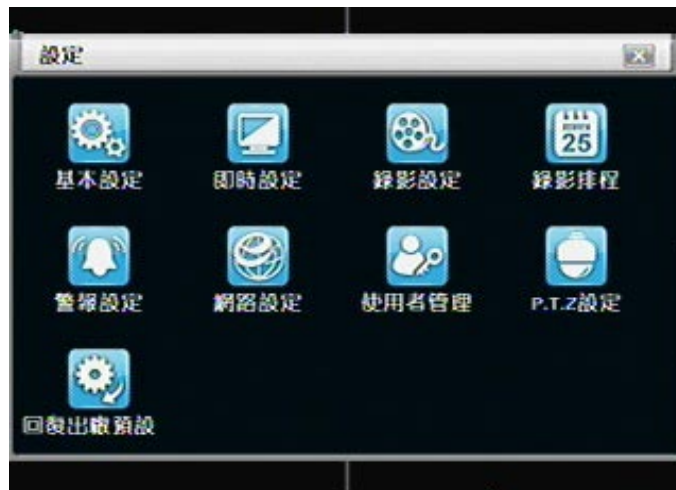 設定
基本設定
即時設定
錄影設定
25
錄影排程
警報設定
網路設定
使用者管理
P.T.Z設定
回復出廠預設